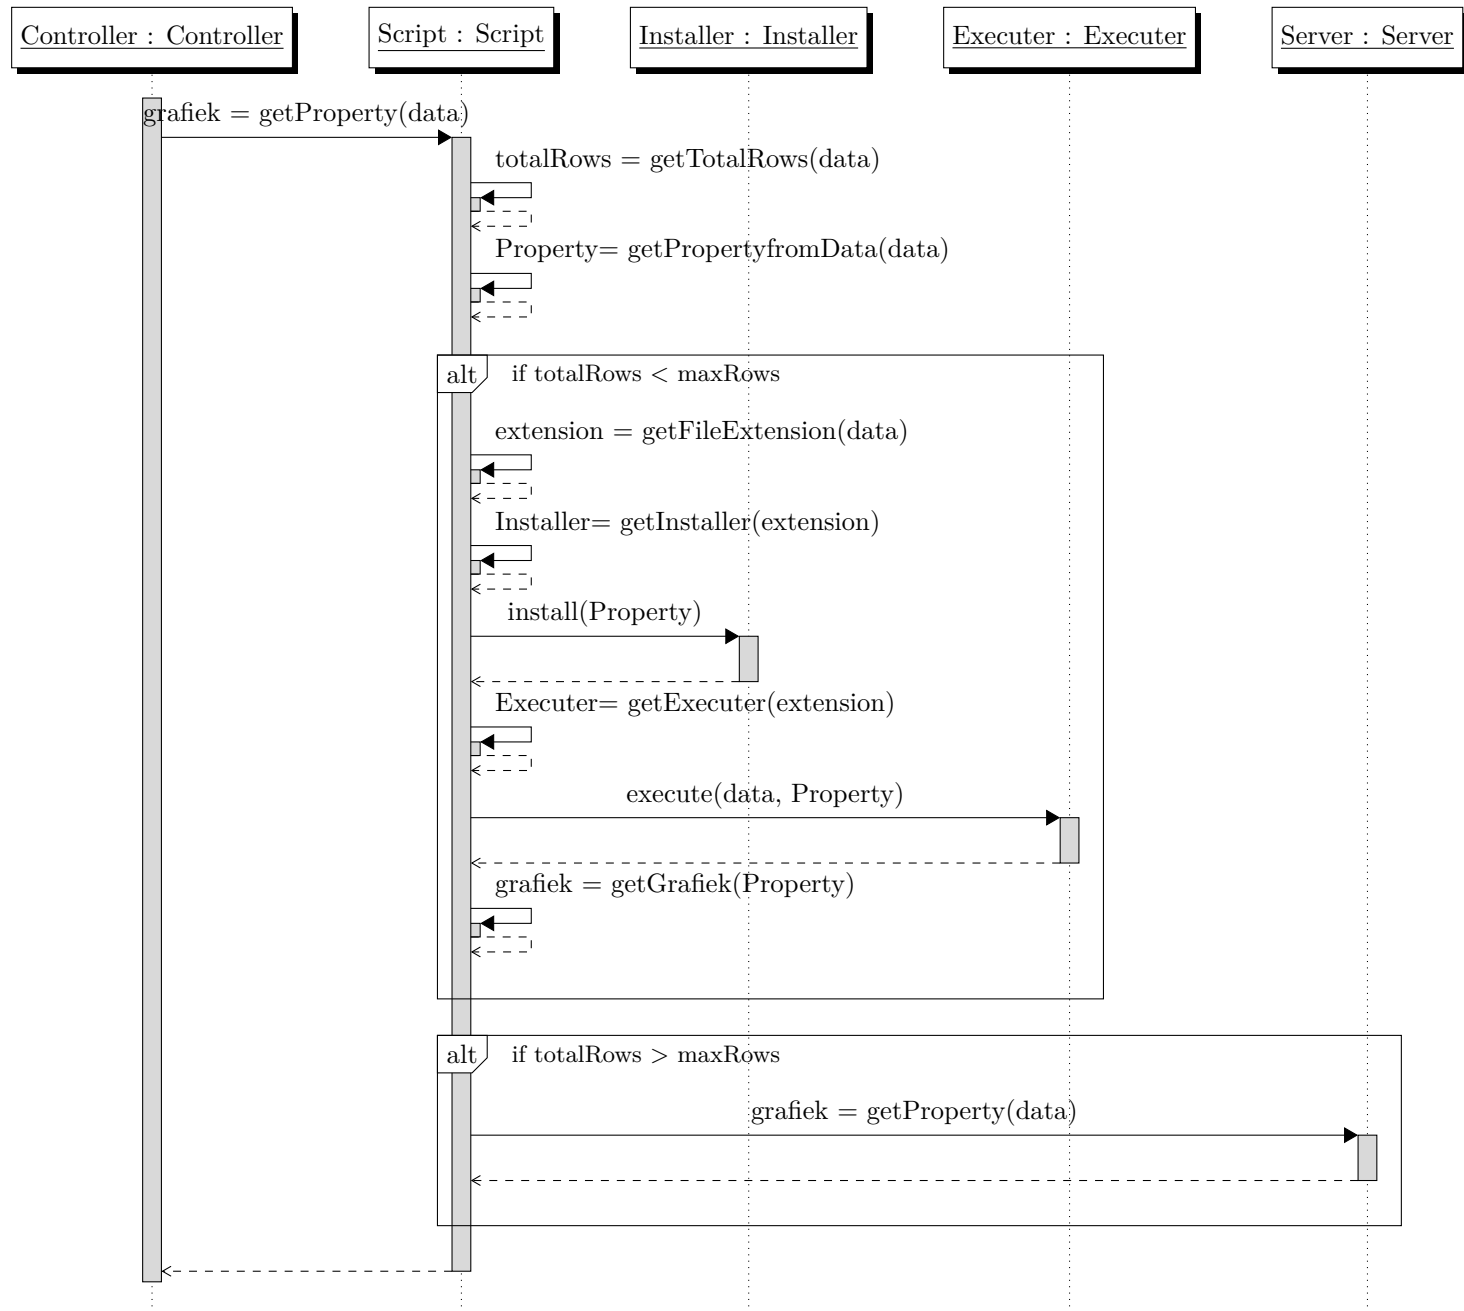 Controller : Controller
Script : Script
Installer : Installer
Executer : Executer
Server : Server
grafiek = getProperty(data)
totalRows = getTotalRows(data)
Property= getPropertyfromData(data)
alt
if totalRows < maxRows
extension = getFileExtension(data)
Installer= getInstaller(extension)
install(Property)
Executer= getExecuter(extension)
execute(data, Property)
grafiek = getGrafiek(Property)
alt
if totalRows > maxRows
grafiek = getProperty(data)